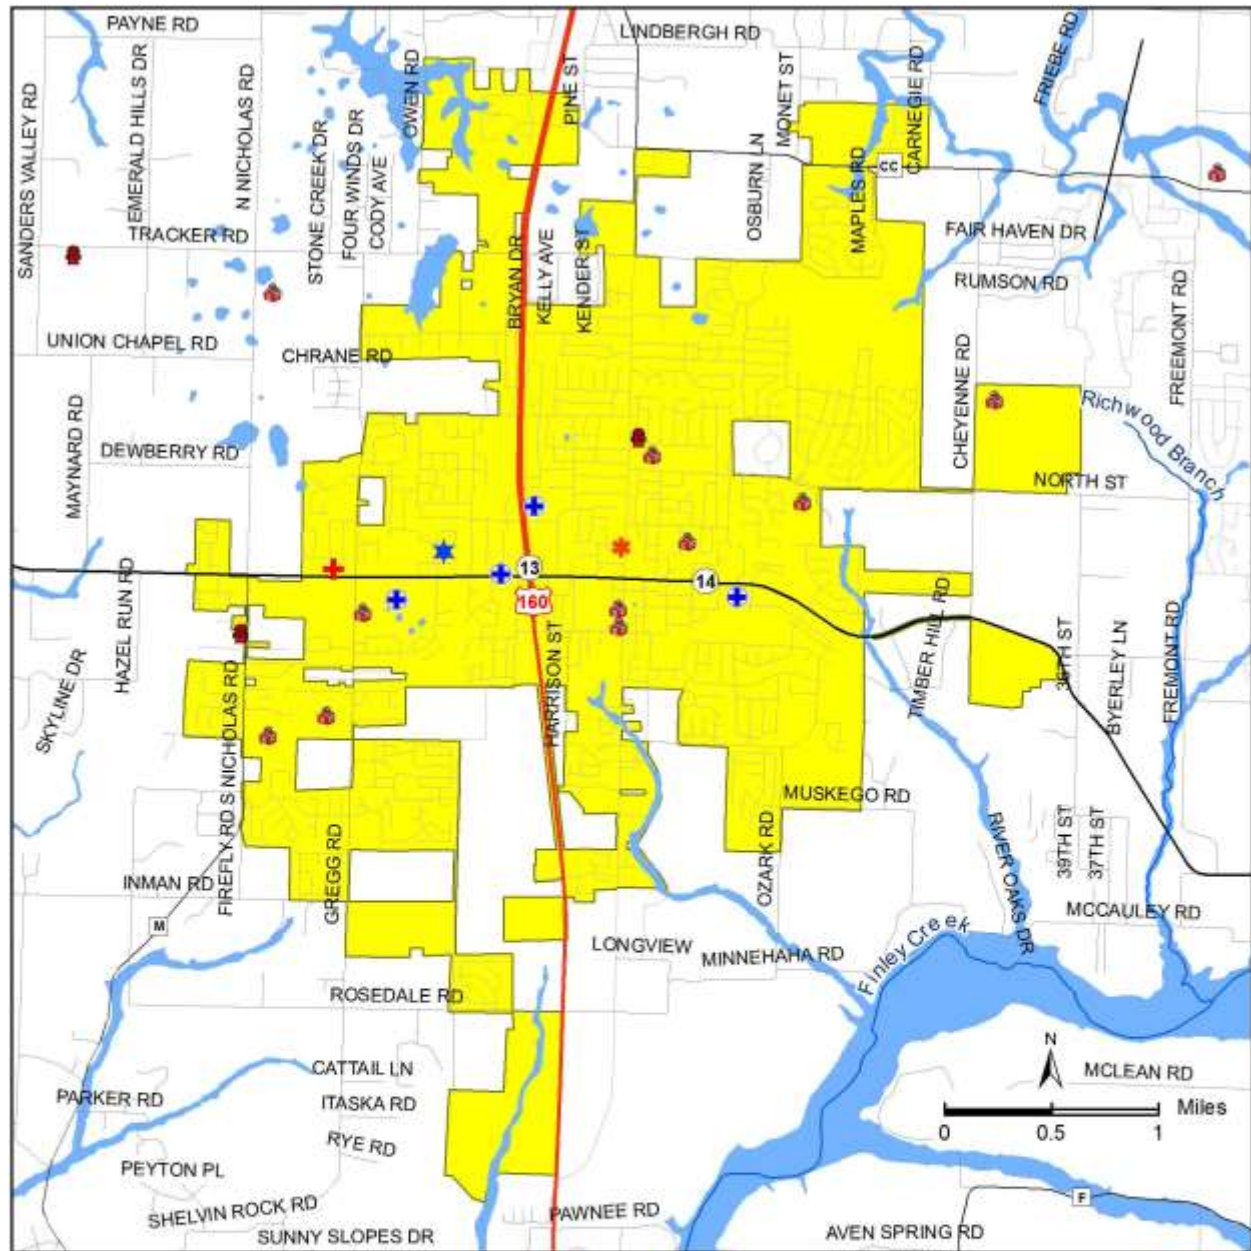 PAYNE RD
LINDBERGH RD
SANDERS VALLEY RD
EMERALD HILLS DR
N NICHOLAS RD
STONE CREEK DR
FOUR WINDS DR
CODY AVE
OWEN RD
PINE ST
OSBURN LN
MONET ST
MAPLES RD
CARNEGIE RD
FRIEBE RD
CC
TRACKER RD
FAIR HAVEN DR
BRYAN DR
KELLY AVE
KENDER ST
RUMSON RD
FREEMONT RD
UNION CHAPEL RD
CHRANE RD
CHEYENNE RD
Richwood Branch
MAYNARD RD
DEWBERRY RD
NORTH ST
HAZEL RUN RD
13
14
160
SKYLINE DR
FIREFLY RD
S NICHOLAS RD
HARRISON ST
TIMBER HILL RD
36TH ST
BYERLEY LN
FREMONT RD
MUSKEGO RD
GREGG RD
OZARK RD
RIVER OAKS DR
39TH ST
37TH ST
INMAN RD
MCCAULEY RD
M
LONGVIEW
MINNEHAHA RD
Finley Creek
ROSEDALE RD
N
CATTAIL LN
MCLEAN RD
PARKER RD
ITASKA RD
Miles
0 0.5 1
RYE RD
PEYTON PL
F
SHELVIN ROCK RD
PAWNEE RD
SUNNY SLOPES DR
AVEN SPRING RD